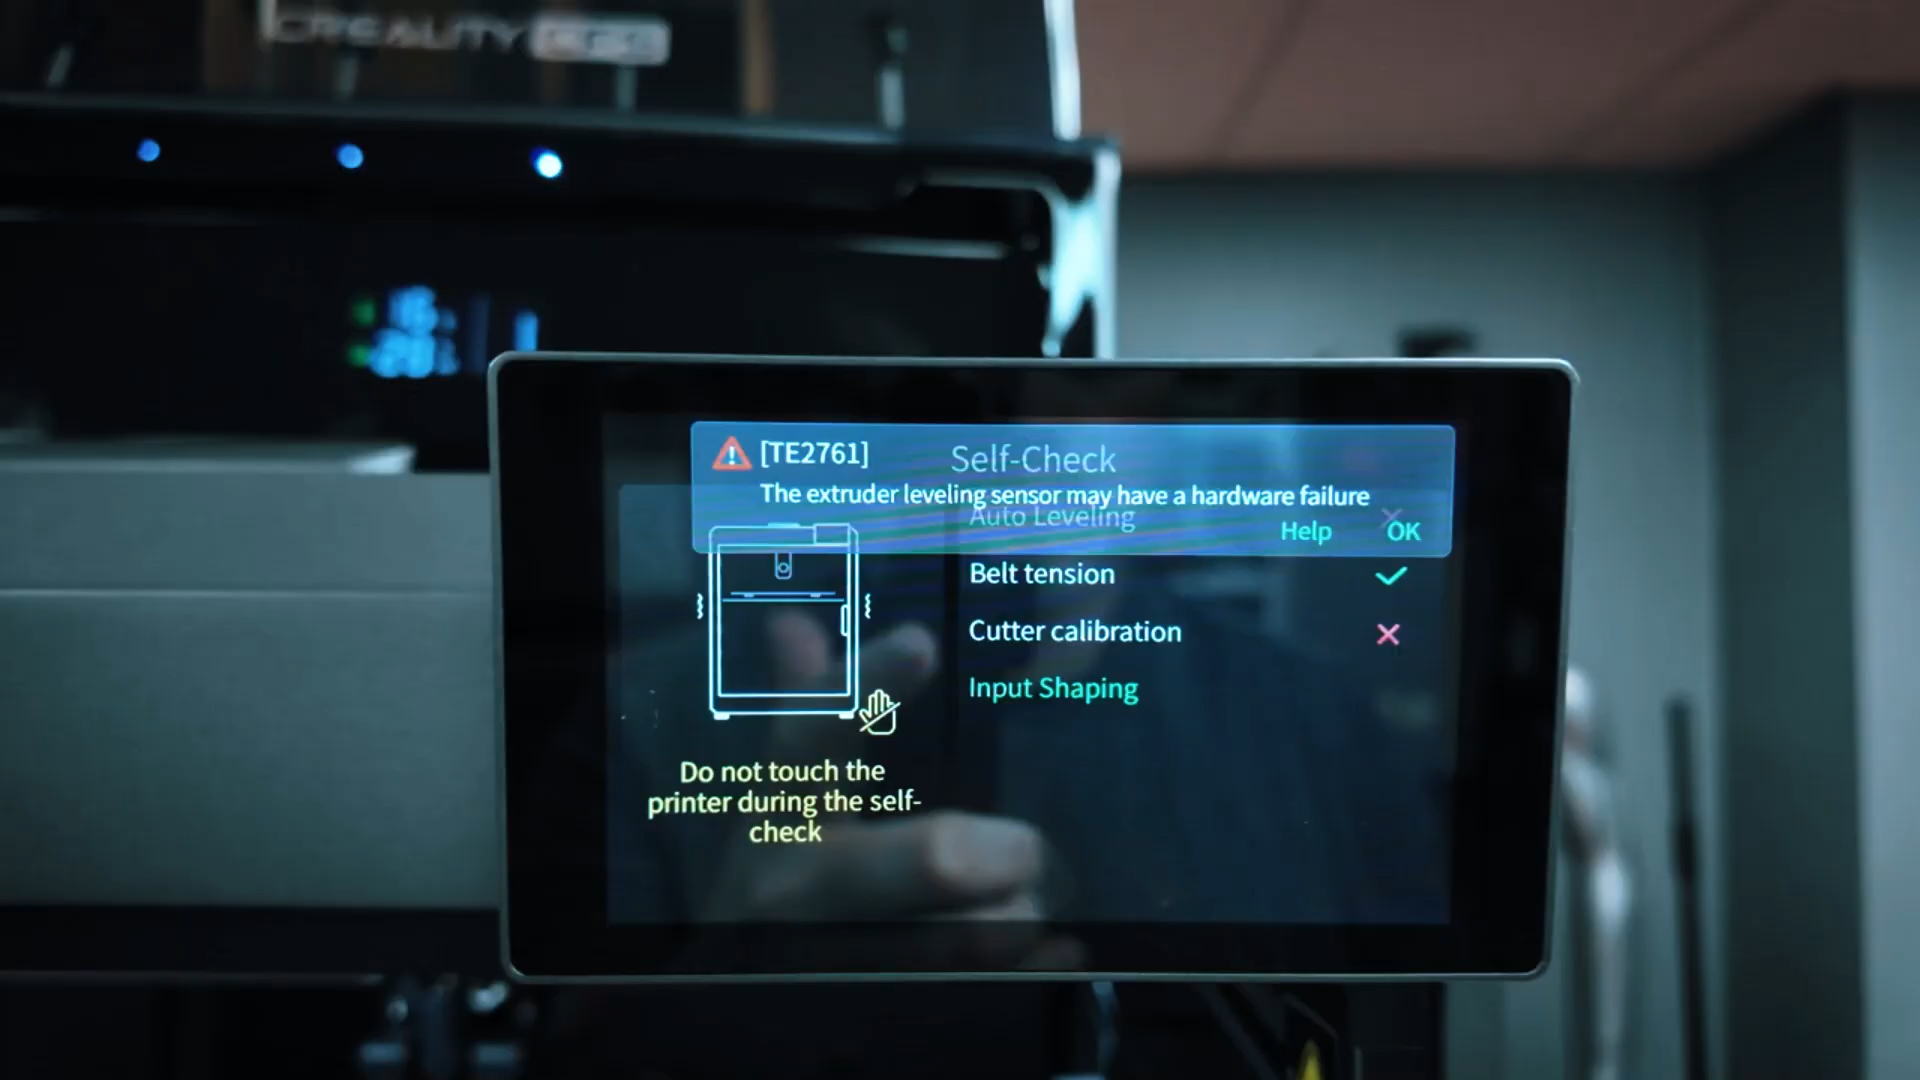 CREALITY
[TE2761]
Self-Check
The extruder leveling sensor may have a hardware failure
Auto Leveling
Help
OK
Belt tension
Cutter calibration
Input Shaping
Do not touch the
printer during the self-
check